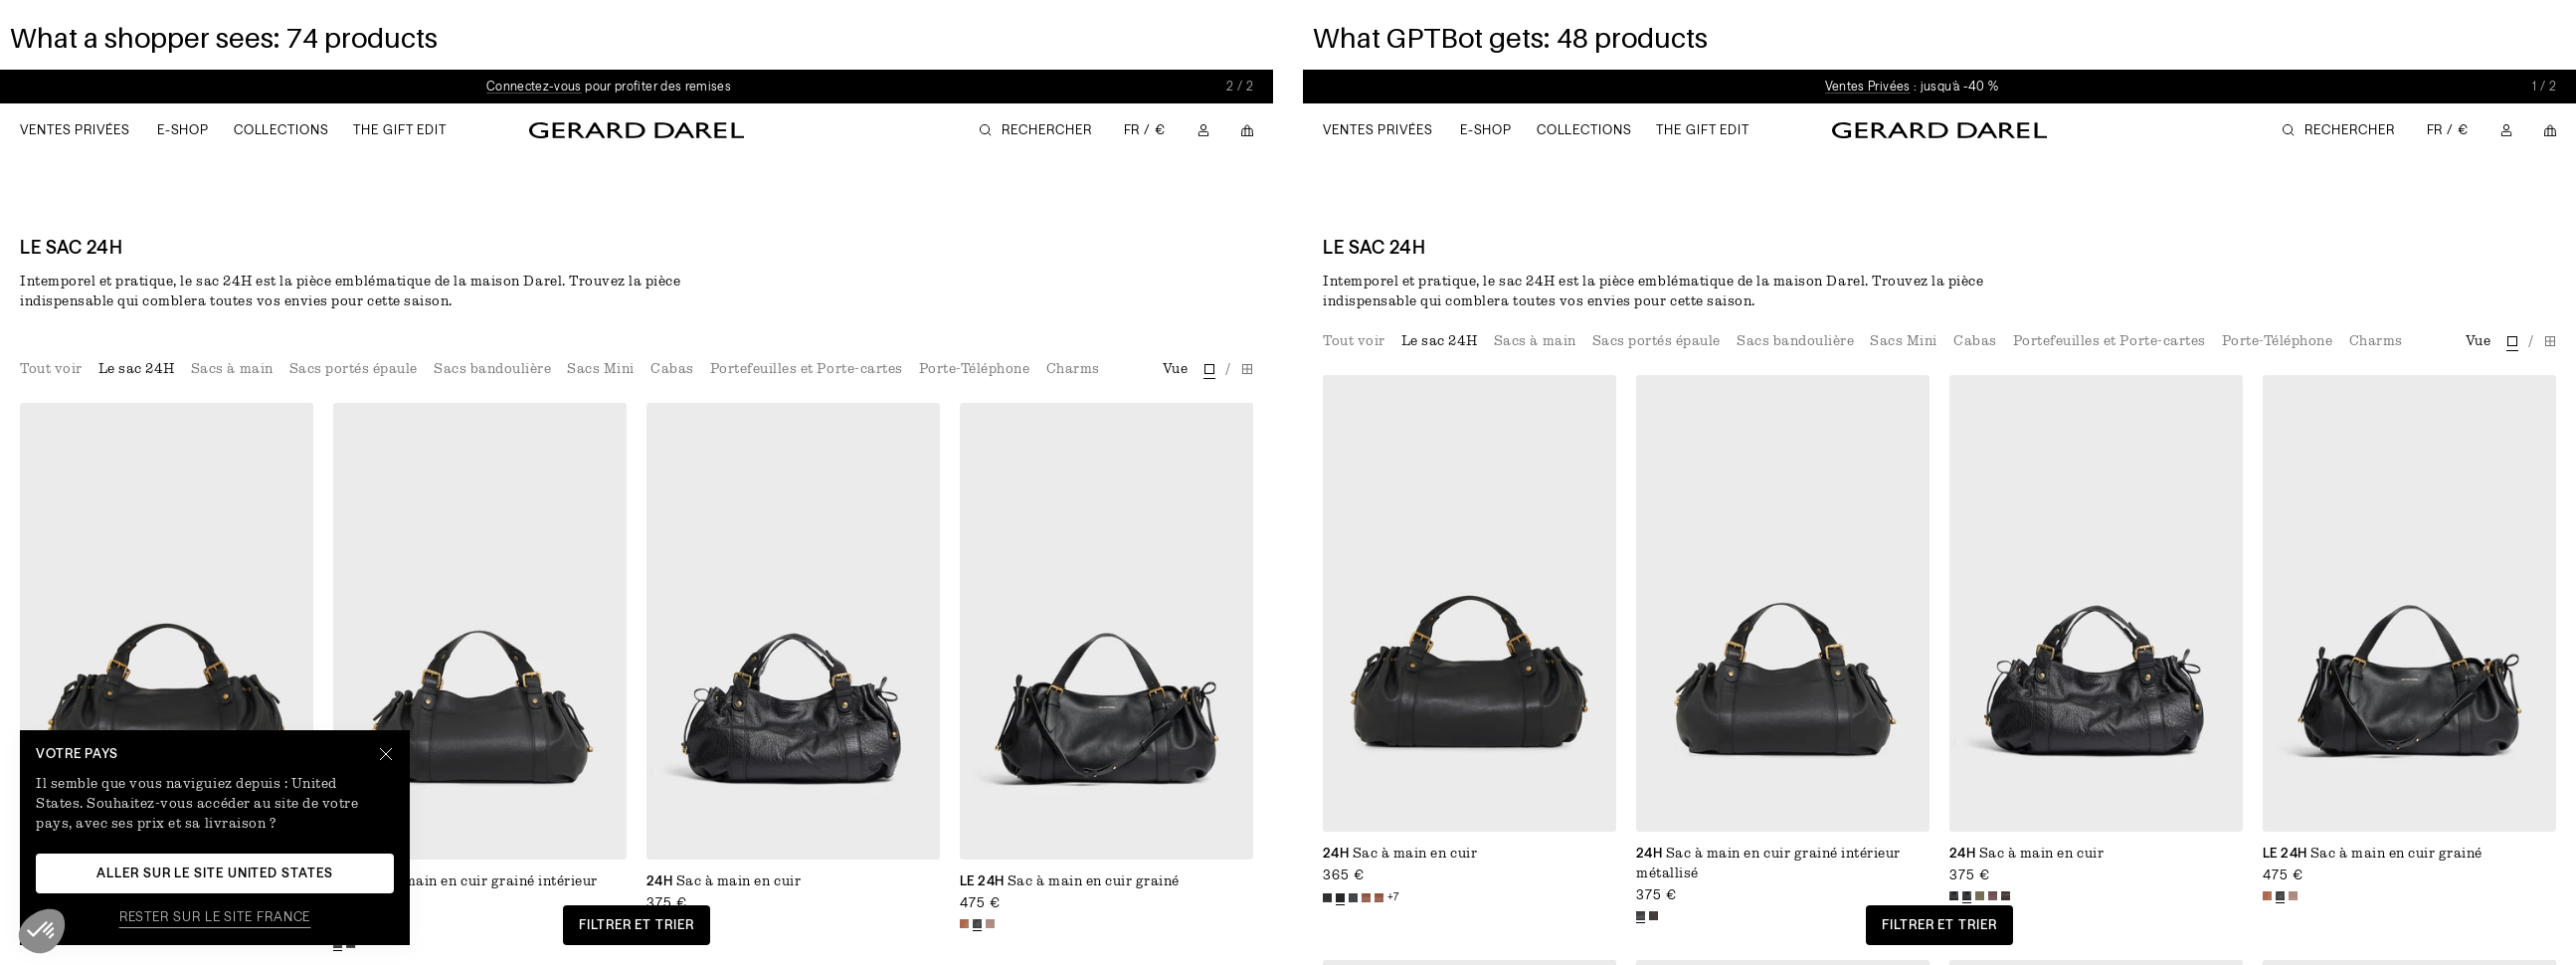 What a shopper sees: 74 products
Connectez-vous pour profiter des remises
2 / 2
VENTES PRIVÉES E-SHOP COLLECTIONS THE GIFT EDIT
GERARD DAREL
RECHERCHER FR / €
LE SAC 24H
Intemporel et pratique, le sac 24H est la pièce emblématique de la maison Darel. Trouvez la pièce
indispensable qui comblera toutes vos envies pour cette saison.
Tout voir Le sac 24H Sacs à main Sacs portés épaule Sacs bandoulière Sacs Mini Cabas Portefeuilles et Porte-cartes Porte-Téléphone Charms Vue /
VOTRE PAYS
Il semble que vous naviguiez depuis : United
States. Souhaitez-vous accéder au site de votre
pays, avec ses prix et sa livraison ?
ALLER SUR LE SITE UNITED STATES
RESTER SUR LE SITE FRANCE
main en cuir grainé intérieur
24H Sac à main en cuir
375 €
LE 24H Sac à main en cuir grainé
475 €
FILTRER ET TRIER
What GPTBot gets: 48 products
Ventes Privées : jusqu'à -40 %
1 / 2
VENTES PRIVÉES E-SHOP COLLECTIONS THE GIFT EDIT
GERARD DAREL
RECHERCHER FR / €
LE SAC 24H
Intemporel et pratique, le sac 24H est la pièce emblématique de la maison Darel. Trouvez la pièce
indispensable qui comblera toutes vos envies pour cette saison.
Tout voir Le sac 24H Sacs à main Sacs portés épaule Sacs bandoulière Sacs Mini Cabas Portefeuilles et Porte-cartes Porte-Téléphone Charms Vue /
24H Sac à main en cuir
365 €
+7
24H Sac à main en cuir grainé intérieur
métallisé
375 €
24H Sac à main en cuir
375 €
LE 24H Sac à main en cuir grainé
475 €
FILTRER ET TRIER